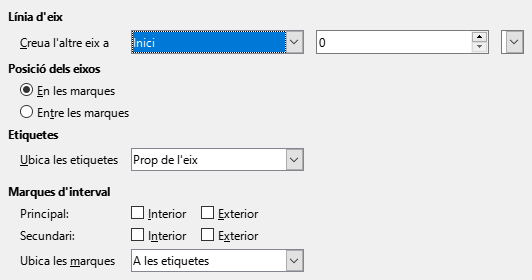 Línia d'eix
Creua l'altre eix a Inici 0
Posició dels eixos
En les marques
Entre les marques
Etiquetes
Ubica les etiquetes Prop de l'eix
Marques d'interval
Principal: Interior Exterior
Secundari: Interior Exterior
Ubica les marques A les etiquetes